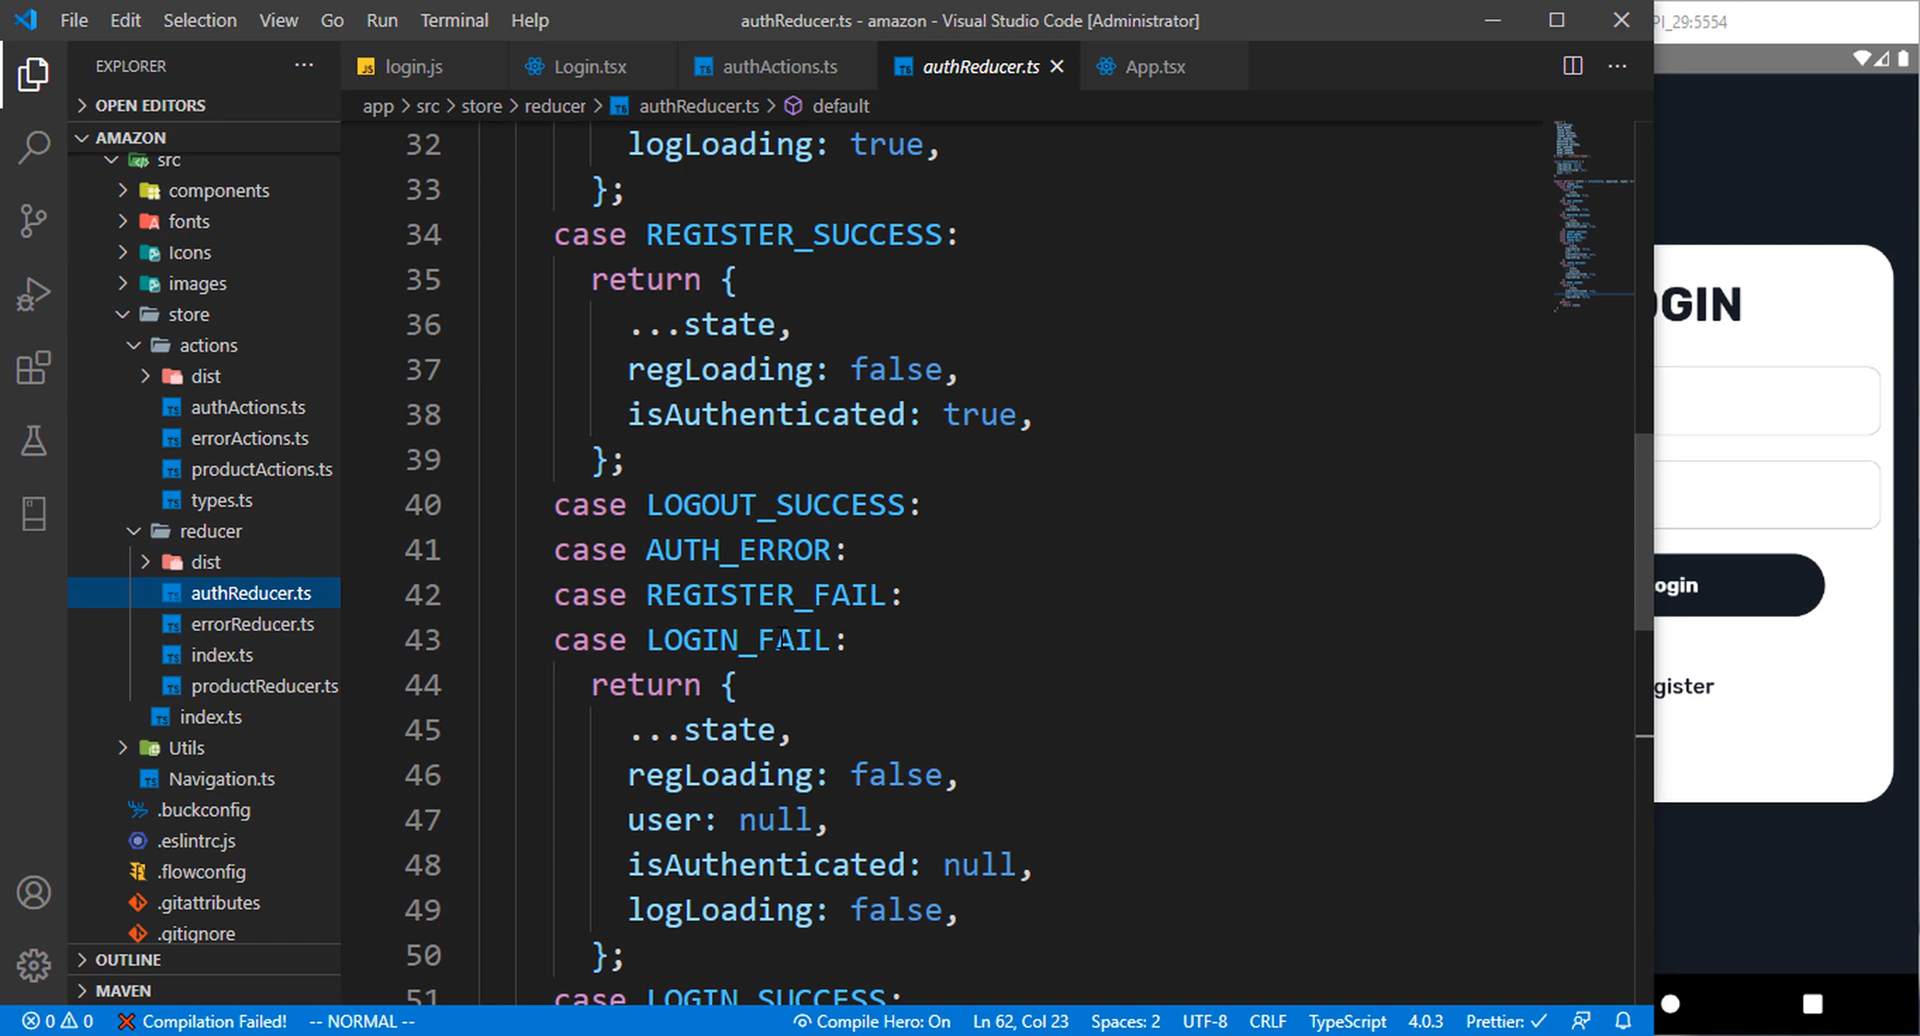 File Edit Selection View Go Run Terminal Help
authReducer.ts - amazon - Visual Studio Code [Administrator]
PI_29:5554
EXPLORER
login.js
Login.tsx
authActions.ts
authReducer.ts
App.tsx
OPEN EDITORS
app > src > store > reducer > authReducer.ts > default
AMAZON
src
components
fonts
Icons
images
store
actions
dist
authActions.ts
errorActions.ts
productActions.ts
types.ts
reducer
dist
authReducer.ts
errorReducer.ts
index.ts
productReducer.ts
index.ts
Utils
Navigation.ts
.buckconfig
.eslintrc.js
.flowconfig
.gitattributes
.gitignore
OUTLINE
MAVEN
32 logLoading: true,
33 };
34 case REGISTER_SUCCESS:
35 return {
36 ...state,
37 regLoading: false,
38 isAuthenticated: true,
39 };
40 case LOGOUT_SUCCESS:
41 case AUTH_ERROR:
42 case REGISTER_FAIL:
43 case LOGIN_FAIL:
44 return {
45 ...state,
46 regLoading: false,
47 user: null,
48 isAuthenticated: null,
49 logLoading: false,
50 };
51 case LOGIN_SUCCESS:
OGIN
ogin
gister
0 0 Compilation Failed! -- NORMAL -- Compile Hero: On Ln 62, Col 23 Spaces: 2 UTF-8 CRLF TypeScript 4.0.3 Prettier: ✓